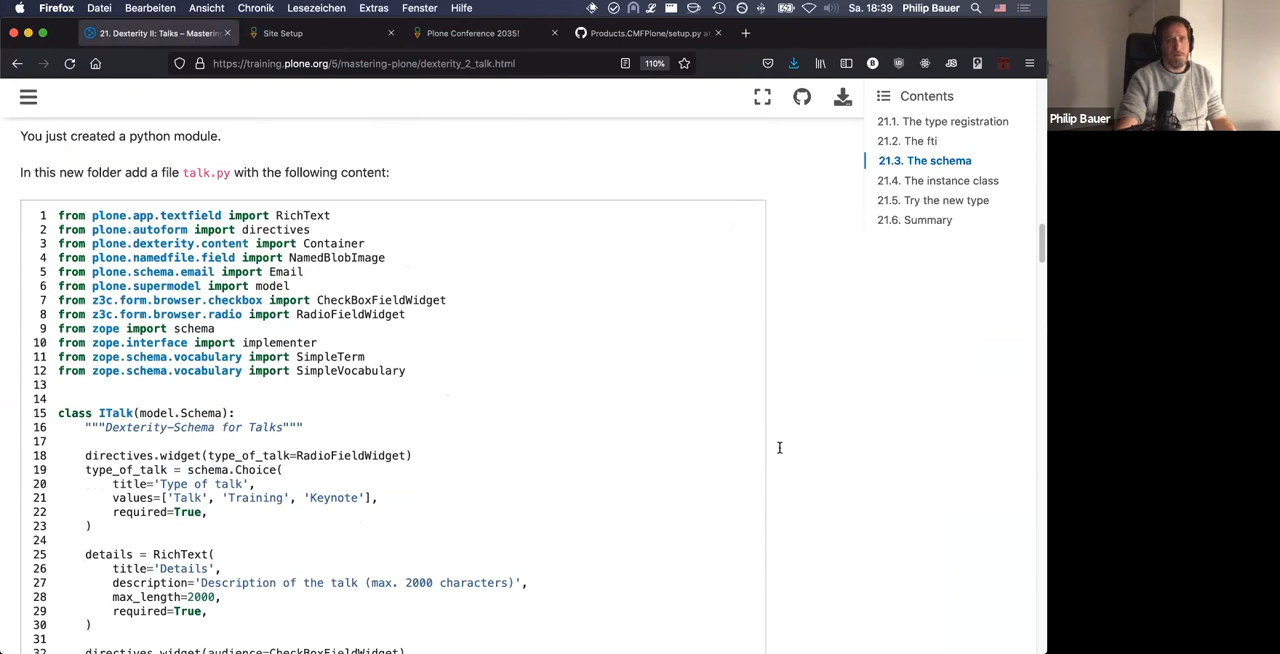 Firefox Datei Bearbeiten Ansicht Chronik Lesezeichen Extras Fenster Hilfe Sa. 18:39 Philip Bauer
21. Dexterity II: Talks — Mastering Site Setup Plone Conference 2035! Products.CMFPlone/setup.py at
https://training.plone.org/5/mastering-plone/dexterity_2_talk.html 110%
Contents
21.1. The type registration
21.2. The fti
21.3. The schema
21.4. The instance class
21.5. Try the new type
21.6. Summary
Philip Bauer
You just created a python module.
In this new folder add a file talk.py with the following content:
1 from plone.app.textfield import RichText
2 from plone.autoform import directives
3 from plone.dexterity.content import Container
4 from plone.namedfile.field import NamedBlobImage
5 from plone.schema.email import Email
6 from plone.supermodel import model
7 from z3c.form.browser.checkbox import CheckBoxFieldWidget
8 from z3c.form.browser.radio import RadioFieldWidget
9 from zope import schema
10 from zope.interface import implementer
11 from zope.schema.vocabulary import SimpleTerm
12 from zope.schema.vocabulary import SimpleVocabulary
13
14
15 class ITalk(model.Schema):
16 """Dexterity-Schema for Talks"""
17
18 directives.widget(type_of_talk=RadioFieldWidget)
19 type_of_talk = schema.Choice(
20 title='Type of talk',
21 values=['Talk', 'Training', 'Keynote'],
22 required=True,
23 )
24
25 details = RichText(
26 title='Details',
27 description='Description of the talk (max. 2000 characters)',
28 max_length=2000,
29 required=True,
30 )
31
32 directives.widget(audience=CheckBoxFieldWidget)